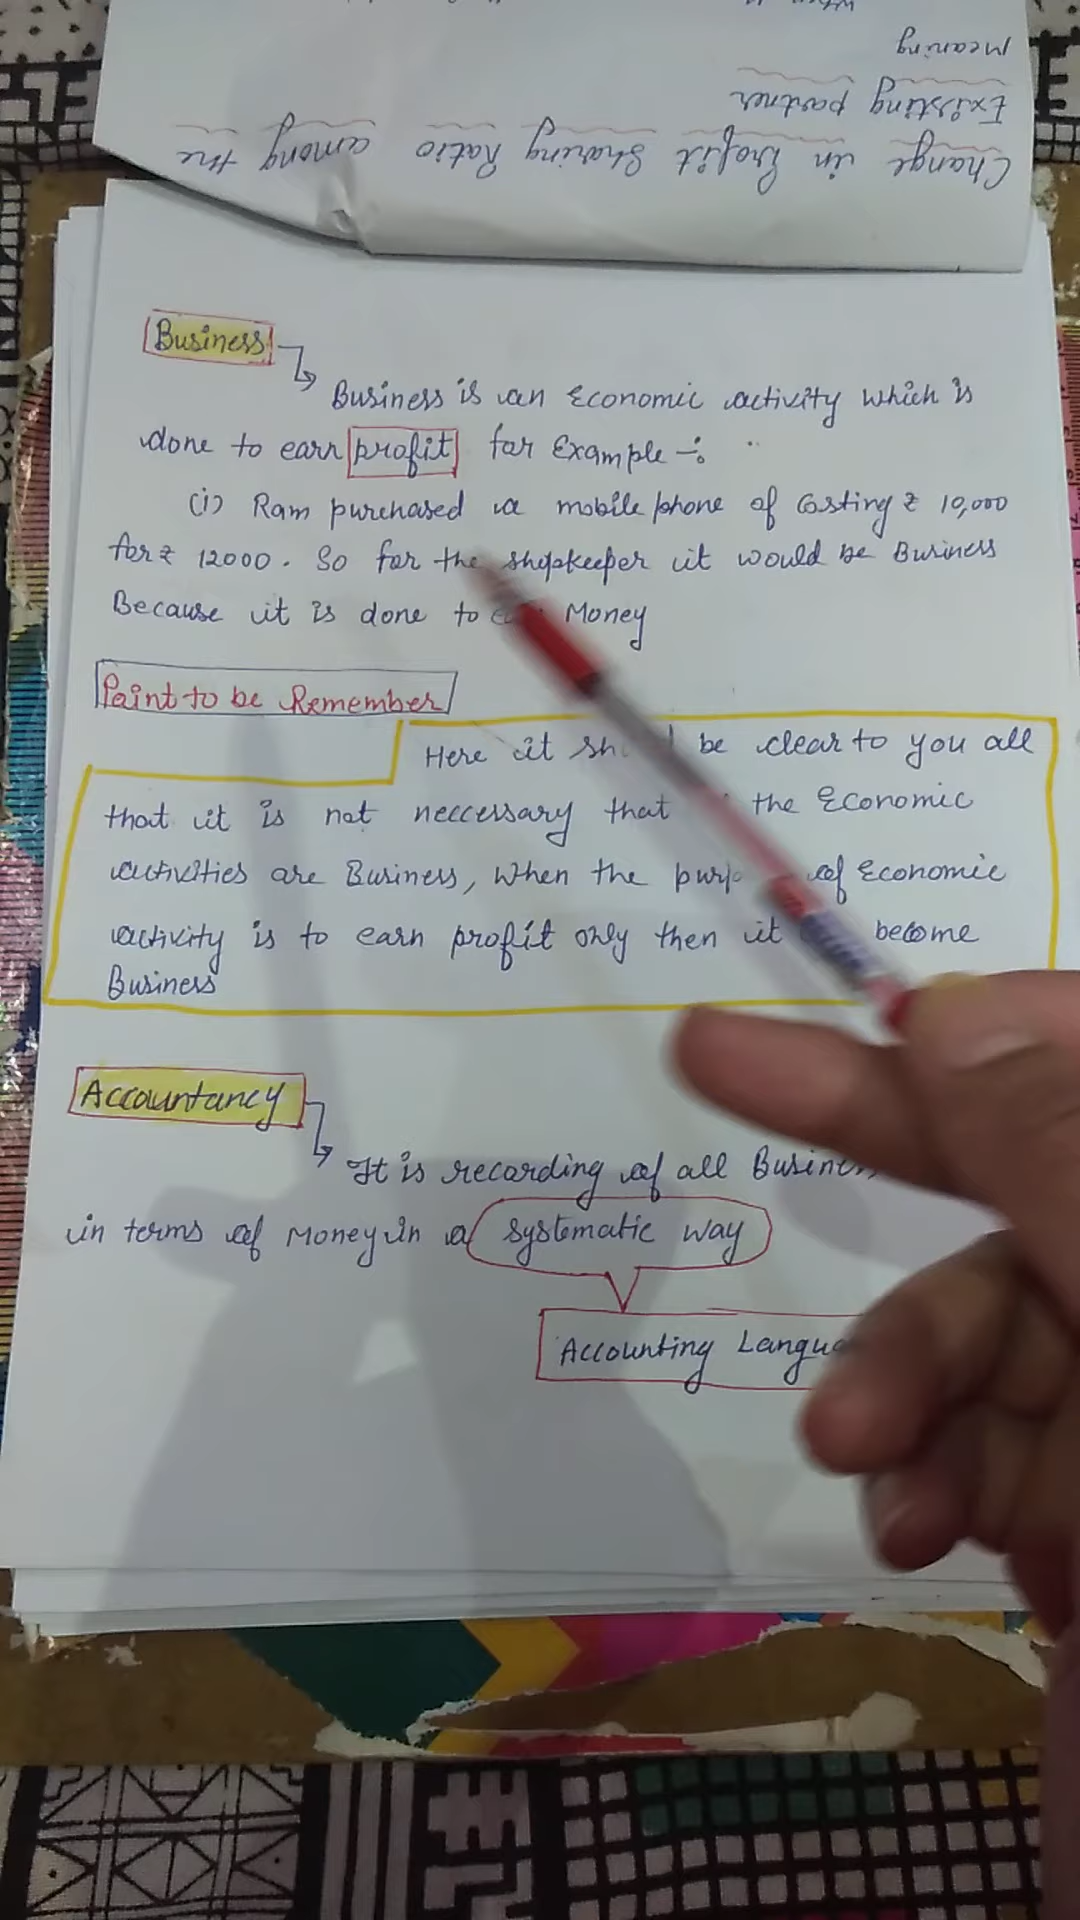 Change in Profit Sharing Ratio among the
Existing partner
Meaning
Business
Business is an Economic activity which is
done to earn profit for Example -:
(i) Ram purchased a mobile phone of Costing ₹ 10,000
for ₹ 12000. So for the shopkeeper it would be Business
Because it is done to Money
Point to be Remember
Here it be clear to you all
that it is not neccessary that the Economic
activities are Business, When the of Economic
activity is to earn profit only then it become
Business
Accountancy
It is recording of all
in terms of Money in a systematic way
Accounting